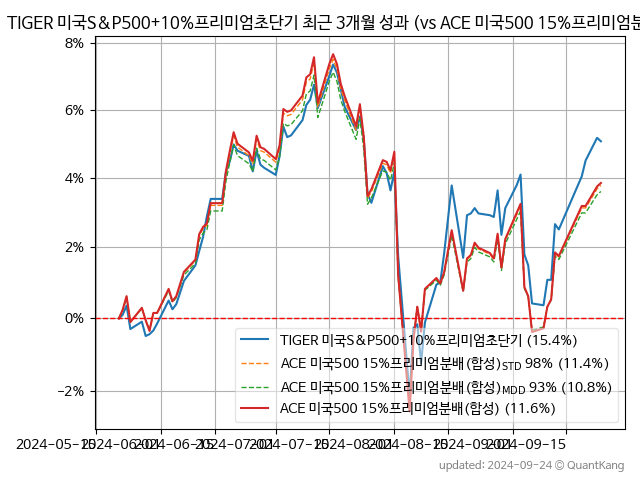 TIGER 미국S&P500+10%프리미엄초단기 최근 3개월 성과 (vs ACE 미국500 15%프리미엄분
8%
6%
4%
2%
0%
−2%
TIGER 미국S&P500+10%프리미엄초단기 (15.4%)
ACE 미국500 15%프리미엄분배(합성)STD 98% (11.4%)
ACE 미국500 15%프리미엄분배(합성)MDD 93% (10.8%)
ACE 미국500 15%프리미엄분배(합성) (11.6%)
2024-05-15 2024-06-01 2024-06-15 2024-07-01 2024-07-15 2024-08-01 2024-08-15 2024-09-01 2024-09-15
updated: 2024-09-24 ⓒ QuantKang